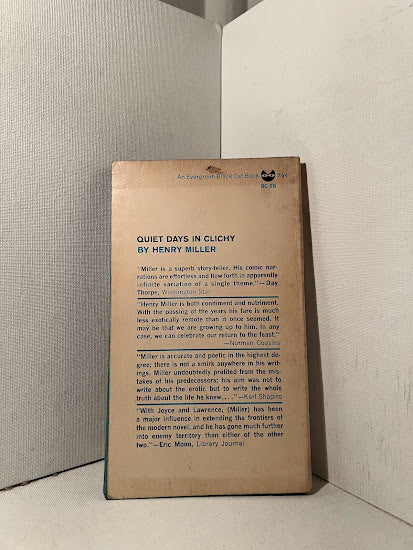 An Evergreen Black Cat Book 75¢
BC-96
QUIET DAYS IN CLICHY
BY HENRY MILLER
"Miller is a superb story-teller. His comic nar-
rations are effortless and flow forth in apparently
infinite variation of a single theme."—Day
Thorpe, Washington Star
"Henry Miller is both condiment and nutriment.
With the passing of the years his fare is much
less exotically remote than it once seemed. It
may be that we are growing up to him. In any
case, we can celebrate our return to the feast."
—Norman Cousins
"Miller is accurate and poetic in the highest de-
gree; there is not a smirk anywhere in his writ-
ings. Miller undoubtedly profited from the mis-
takes of his predecessors; his aim was not to
write about the erotic but to write the whole
truth about the life he knew...."—Karl Shapiro
"With Joyce and Lawrence, (Miller) has been
a major influence in extending the frontiers of
the modern novel, and he has gone much further
into enemy territory than either of the other
two."—Eric Moon, Library Journal